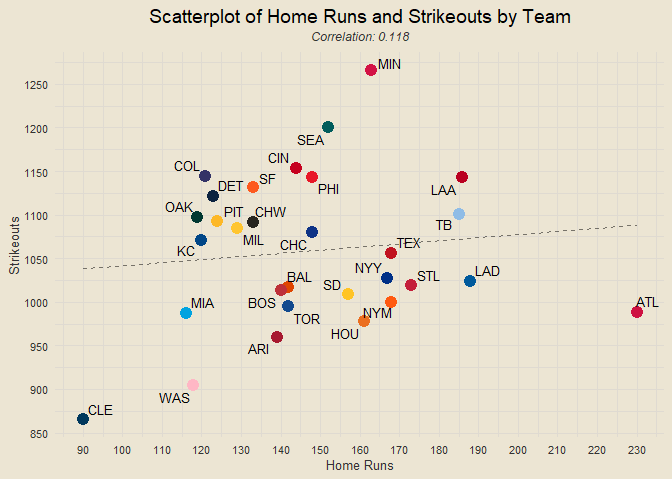 Scatterplot of Home Runs and Strikeouts by Team
Correlation: 0.118
Strikeouts
1250
1200
1150
1100
1050
1000
950
900
850
MIN
SEA
CIN
COL
SF
DET
PHI
LAA
OAK
PIT
CHW
TB
KC
MIL
CHC
TEX
NYY
LAD
BAL
STL
SD
BOS
MIA
NYM
ATL
TOR
HOU
ARI
WAS
CLE
90 100 110 120 130 140 150 160 170 180 190 200 210 220 230
Home Runs